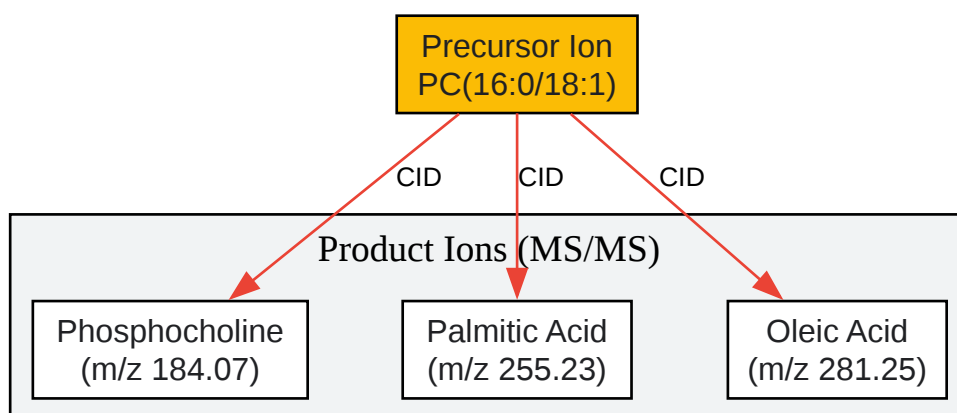 Precursor Ion
PC(16:0/18:1)
CID
CID
CID
Product Ions (MS/MS)
Phosphocholine
(m/z 184.07)
Palmitic Acid
(m/z 255.23)
Oleic Acid
(m/z 281.25)